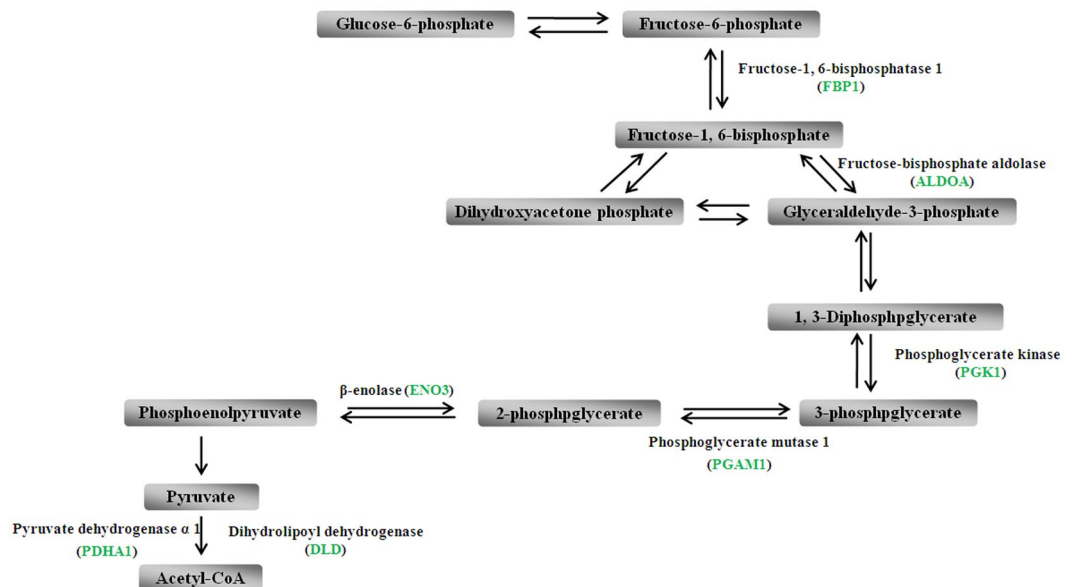 Glucose-6-phosphate
Fructose-6-phosphate
Fructose-1, 6-bisphosphatase 1
(FBP1)
Fructose-1, 6-bisphosphate
Fructose-bisphosphate aldolase
(ALDOA)
Dihydroxyacetone phosphate
Glyceraldehyde-3-phosphate
1, 3-Diphosphpglycerate
Phosphoglycerate kinase
(PGK1)
β-enolase (ENO3)
Phosphoenolpyruvate
2-phosphpglycerate
3-phosphpglycerate
Phosphoglycerate mutase 1
(PGAM1)
Pyruvate
Pyruvate dehydrogenase α 1
(PDHA1)
Dihydrolipoyl dehydrogenase
(DLD)
Acetyl-CoA